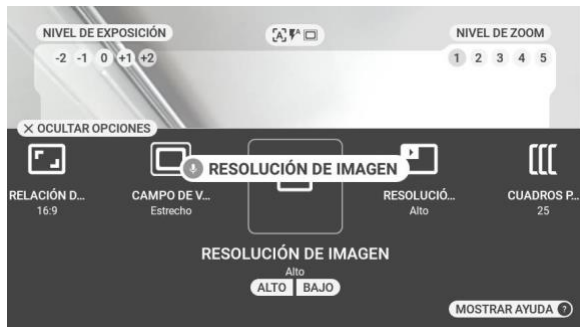 NIVEL DE EXPOSICIÓN
-2 -1 0 +1 +2
A A
NIVEL DE ZOOM
1 2 3 4 5
OCULTAR OPCIONES
RESOLUCIÓN DE IMAGEN
RELACIÓN D...
16:9
CAMPO DE V...
Estrecho
RESOLUCIÓ...
Alto
CUADROS P...
25
RESOLUCIÓN DE IMAGEN
Alto
ALTO BAJO
MOSTRAR AYUDA ?